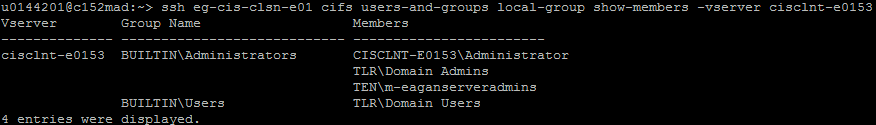 u0144201@c152mad:~> ssh eg-cis-clsn-e01 cifs users-and-groups local-group show-members -vserver cisclnt-e0153
Vserver        Group Name                   Members
-------------- ---------------------------- ------------------------
cisclnt-e0153  BUILTIN\Administrators       CISCLNT-E0153\Administrator
                                            TLR\Domain Admins
                                            TEN\m-eaganserveradmins
               BUILTIN\Users                TLR\Domain Users
4 entries were displayed.